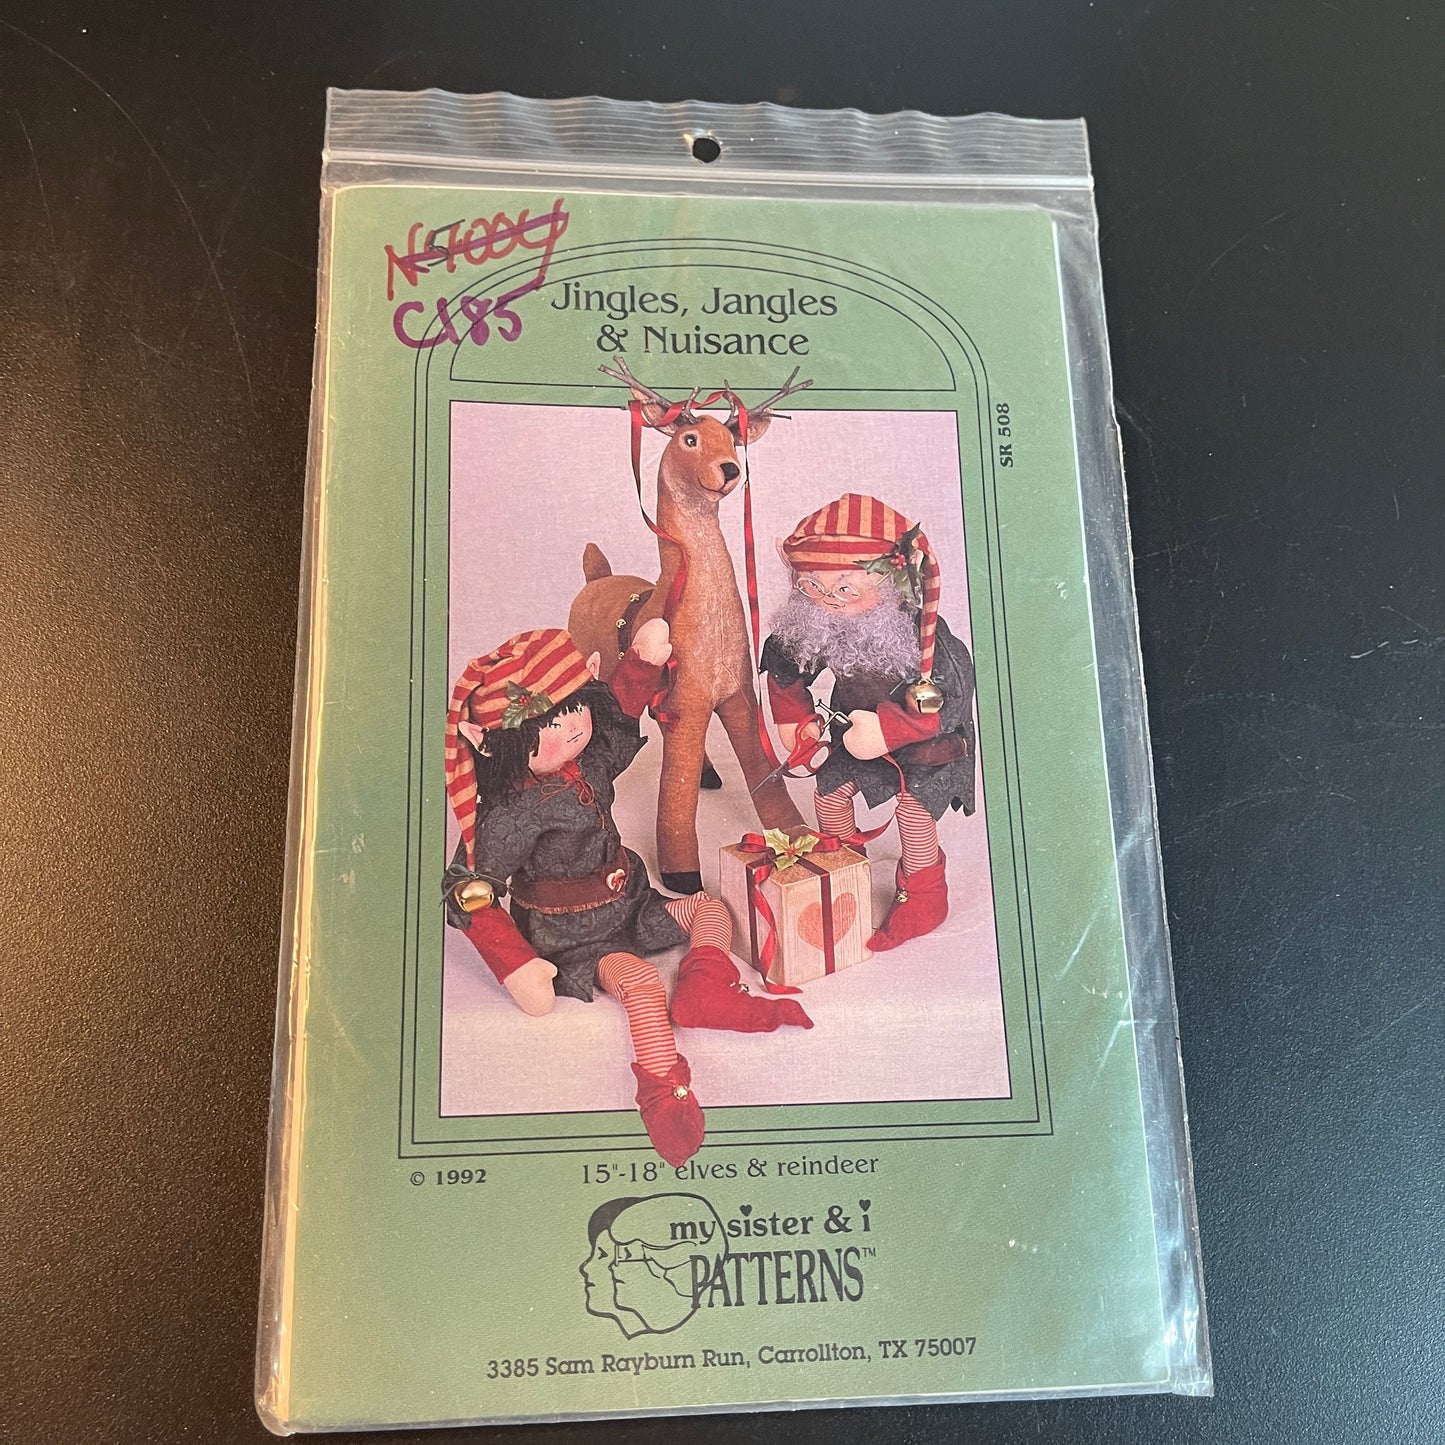 C185
Jingles, Jangles
& Nuisance
SR 508
© 1992
15"-18" elves & reindeer
my sister & i
PATTERNS™
3385 Sam Rayburn Run, Carrollton, TX 75007